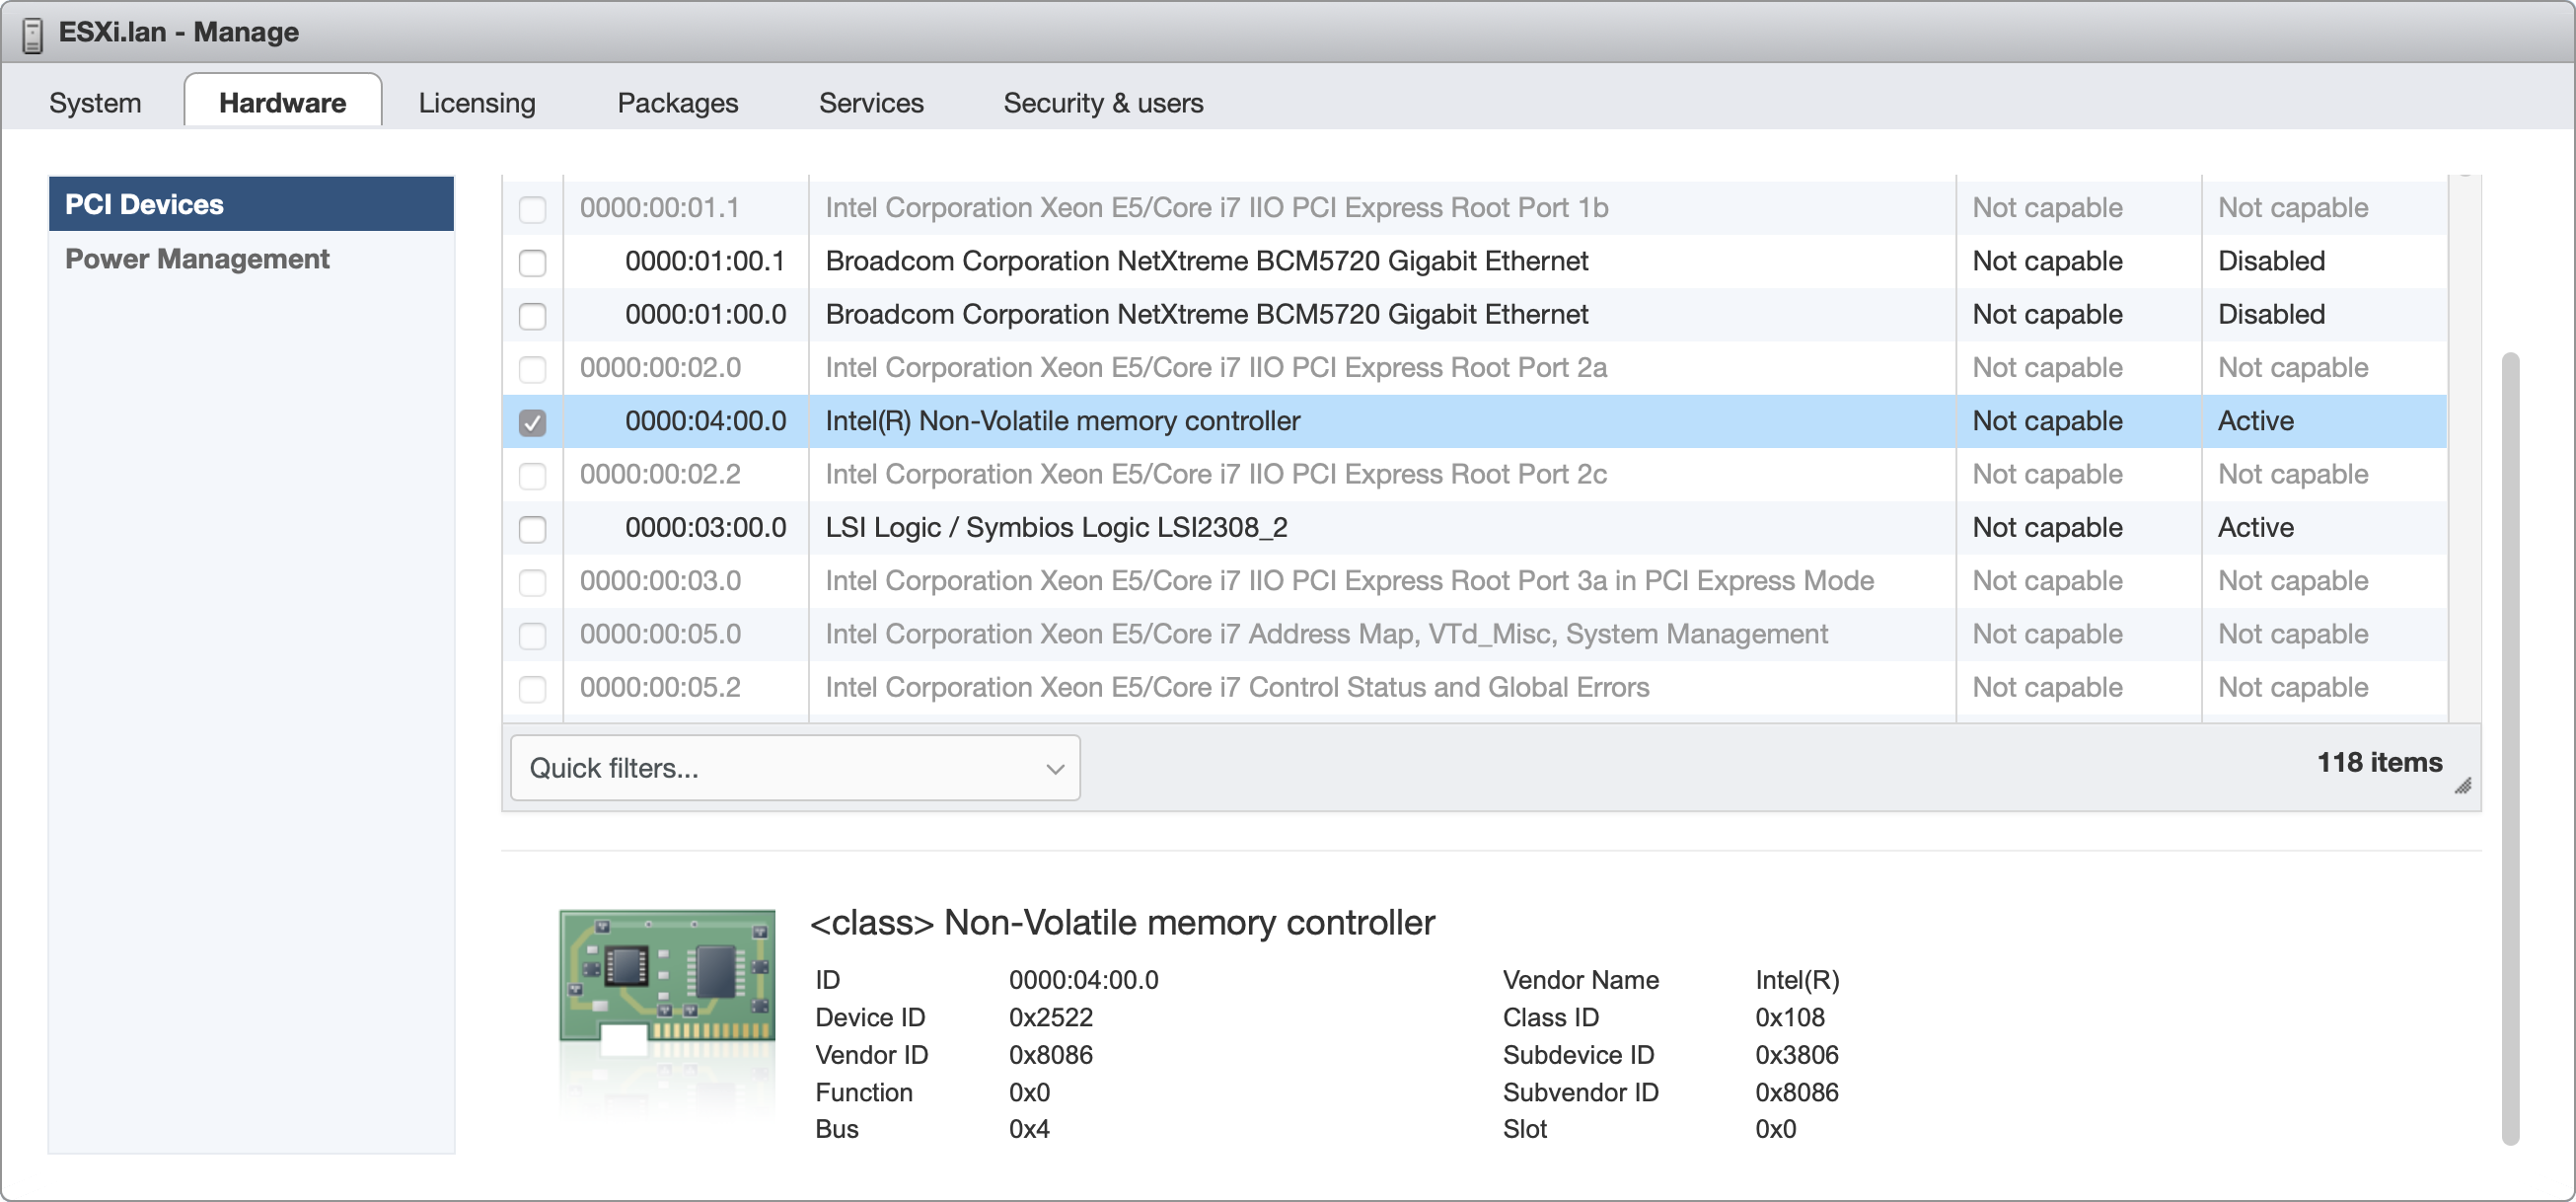 ESXi.lan - Manage
System Hardware Licensing Packages Services Security & users
PCI Devices
Power Management
0000:00:01.1 Intel Corporation Xeon E5/Core i7 IIO PCI Express Root Port 1b Not capable Not capable
0000:01:00.1 Broadcom Corporation NetXtreme BCM5720 Gigabit Ethernet Not capable Disabled
0000:01:00.0 Broadcom Corporation NetXtreme BCM5720 Gigabit Ethernet Not capable Disabled
0000:00:02.0 Intel Corporation Xeon E5/Core i7 IIO PCI Express Root Port 2a Not capable Not capable
0000:04:00.0 Intel(R) Non-Volatile memory controller Not capable Active
0000:00:02.2 Intel Corporation Xeon E5/Core i7 IIO PCI Express Root Port 2c Not capable Not capable
0000:03:00.0 LSI Logic / Symbios Logic LSI2308_2 Not capable Active
0000:00:03.0 Intel Corporation Xeon E5/Core i7 IIO PCI Express Root Port 3a in PCI Express Mode Not capable Not capable
0000:00:05.0 Intel Corporation Xeon E5/Core i7 Address Map, VTd_Misc, System Management Not capable Not capable
0000:00:05.2 Intel Corporation Xeon E5/Core i7 Control Status and Global Errors Not capable Not capable
Quick filters... 118 items
<class> Non-Volatile memory controller
ID 0000:04:00.0 Vendor Name Intel(R)
Device ID 0x2522 Class ID 0x108
Vendor ID 0x8086 Subdevice ID 0x3806
Function 0x0 Subvendor ID 0x8086
Bus 0x4 Slot 0x0